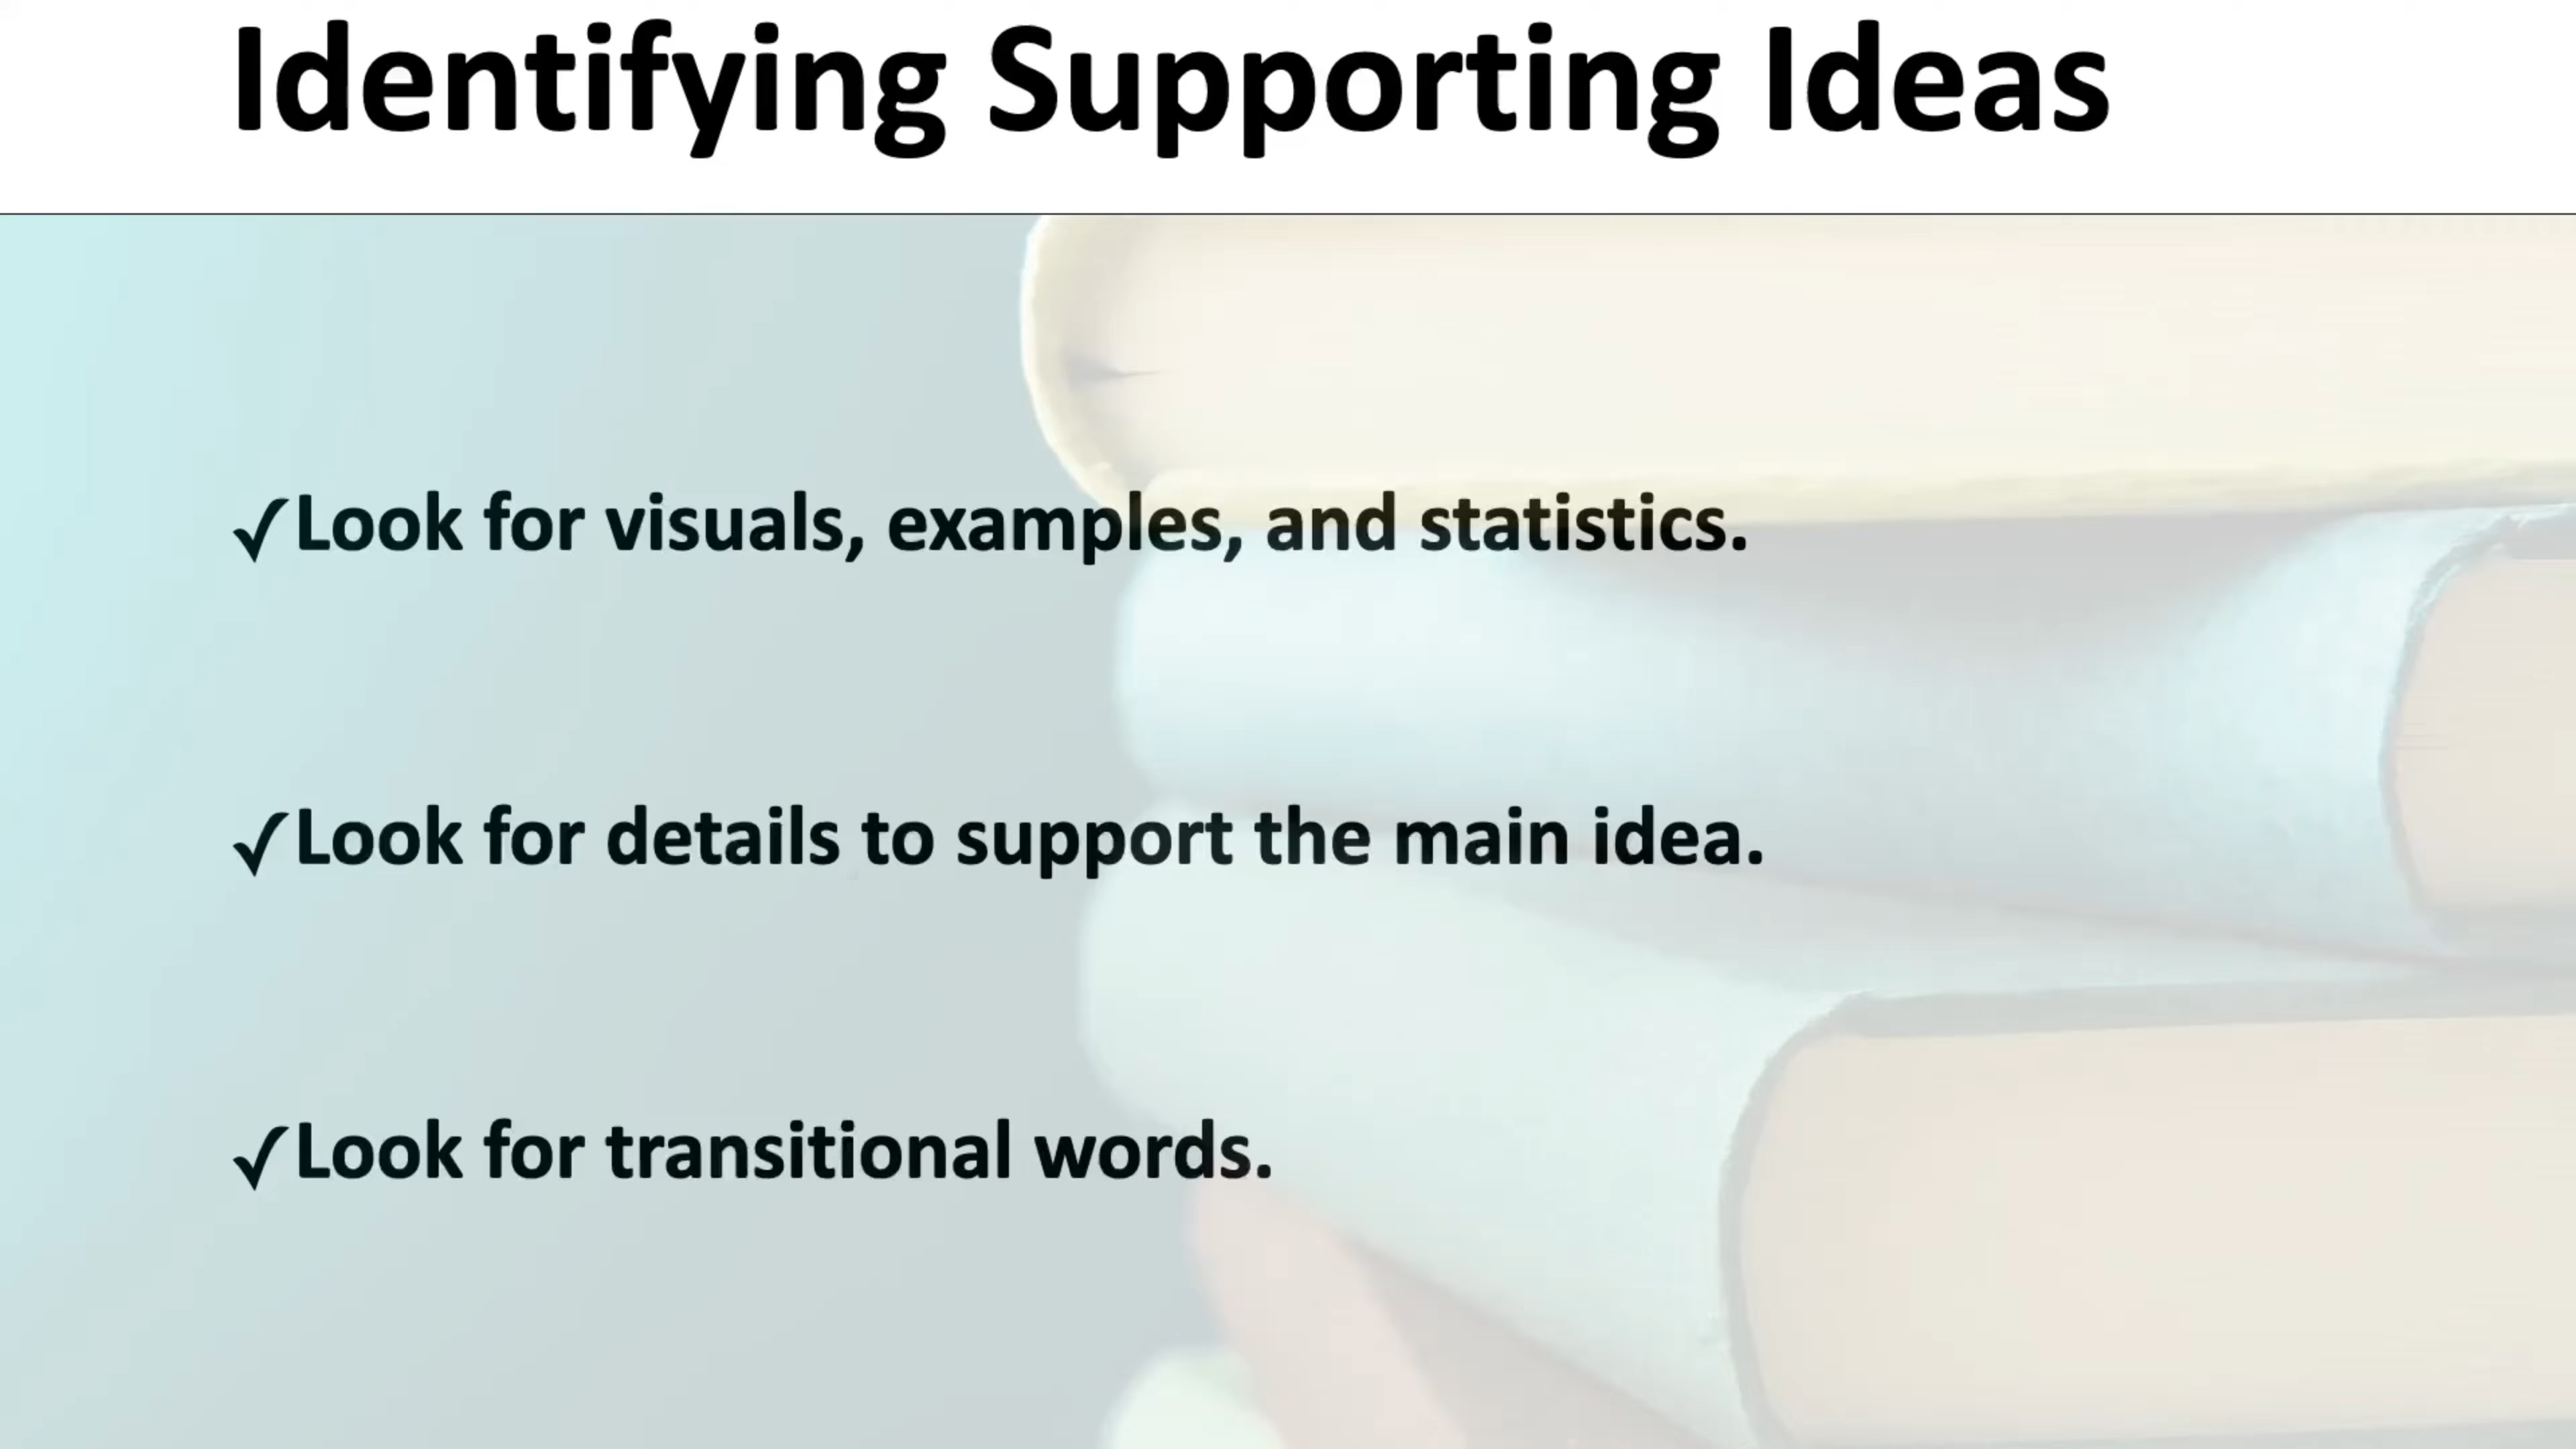 Identifying Supporting Ideas
✓Look for visuals, examples, and statistics.
✓Look for details to support the main idea.
✓Look for transitional words.